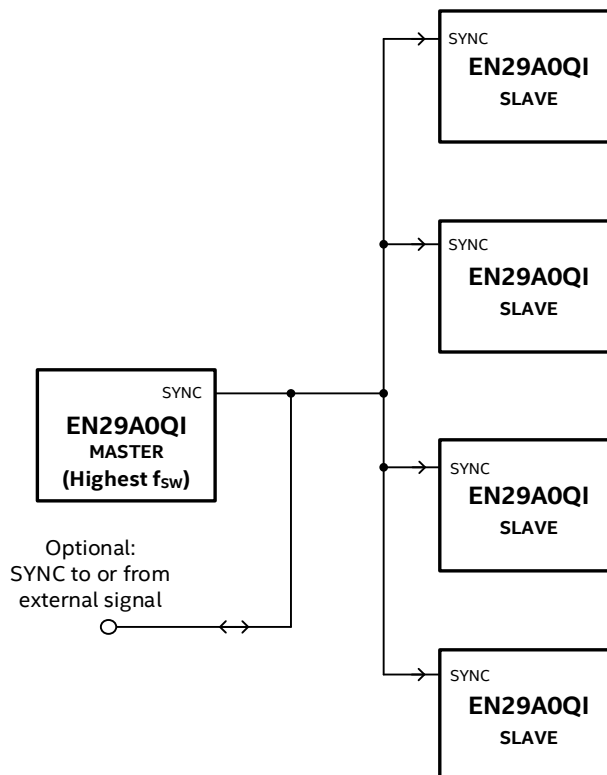 SYNC
EN29A0QI
SLAVE
SYNC
EN29A0QI
SLAVE
SYNC
EN29A0QI
MASTER
(Highest fSW)
Optional:
SYNC to or from
external signal
SYNC
EN29A0QI
SLAVE
SYNC
EN29A0QI
SLAVE